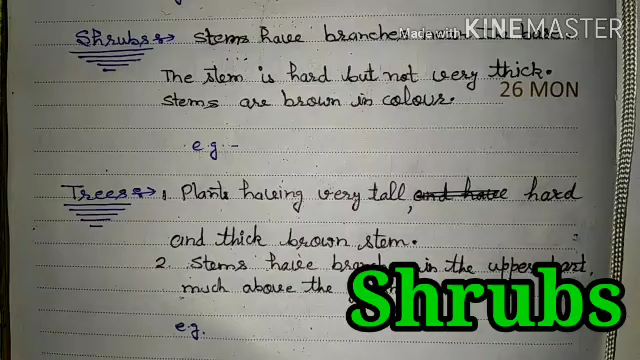 Made with KINEMASTER
Shrubs → stems have branches
The stem is hard but not very thick.
stems are brown in colour.
26 MON
e.g. -
Trees → 1 Plants having very tall, and have hard
and thick brown stem.
2. Stems have in the upper part,
much above the
e.g.
Shrubs